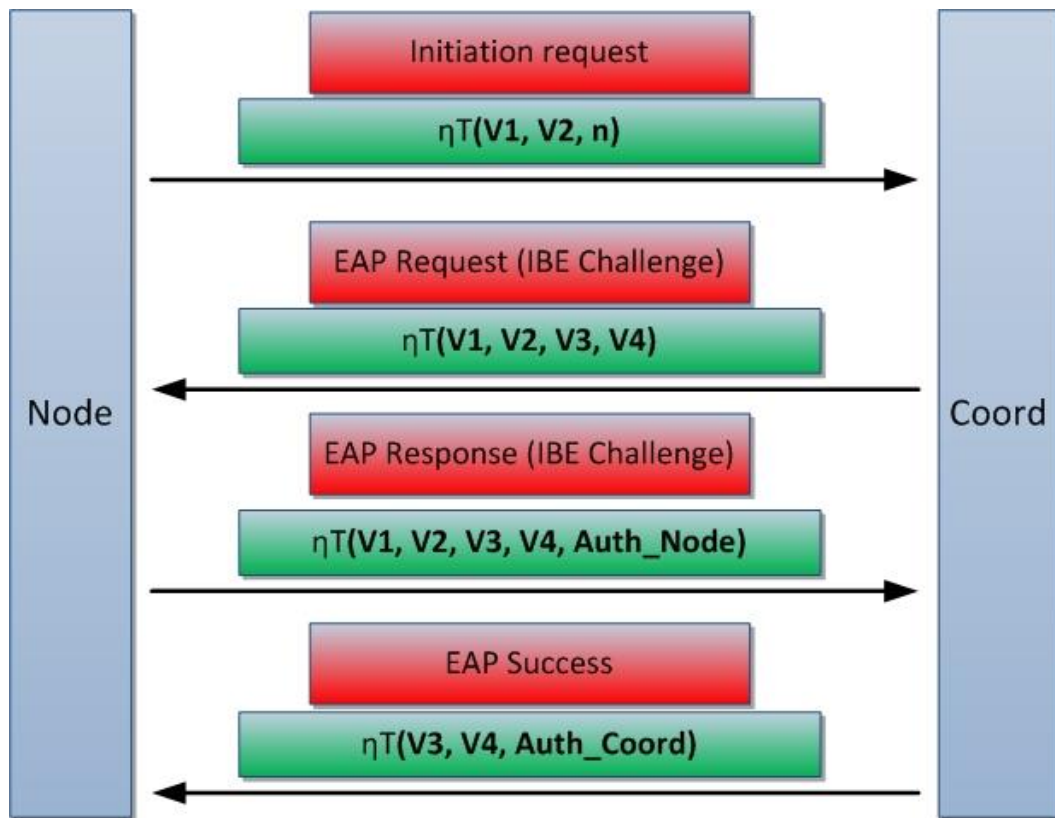 Initiation request
ηT(V1, V2, n)
EAP Request (IBE Challenge)
ηT(V1, V2, V3, V4)
Node
Coord
EAP Response (IBE Challenge)
ηT(V1, V2, V3, V4, Auth_Node)
EAP Success
ηT(V3, V4, Auth_Coord)